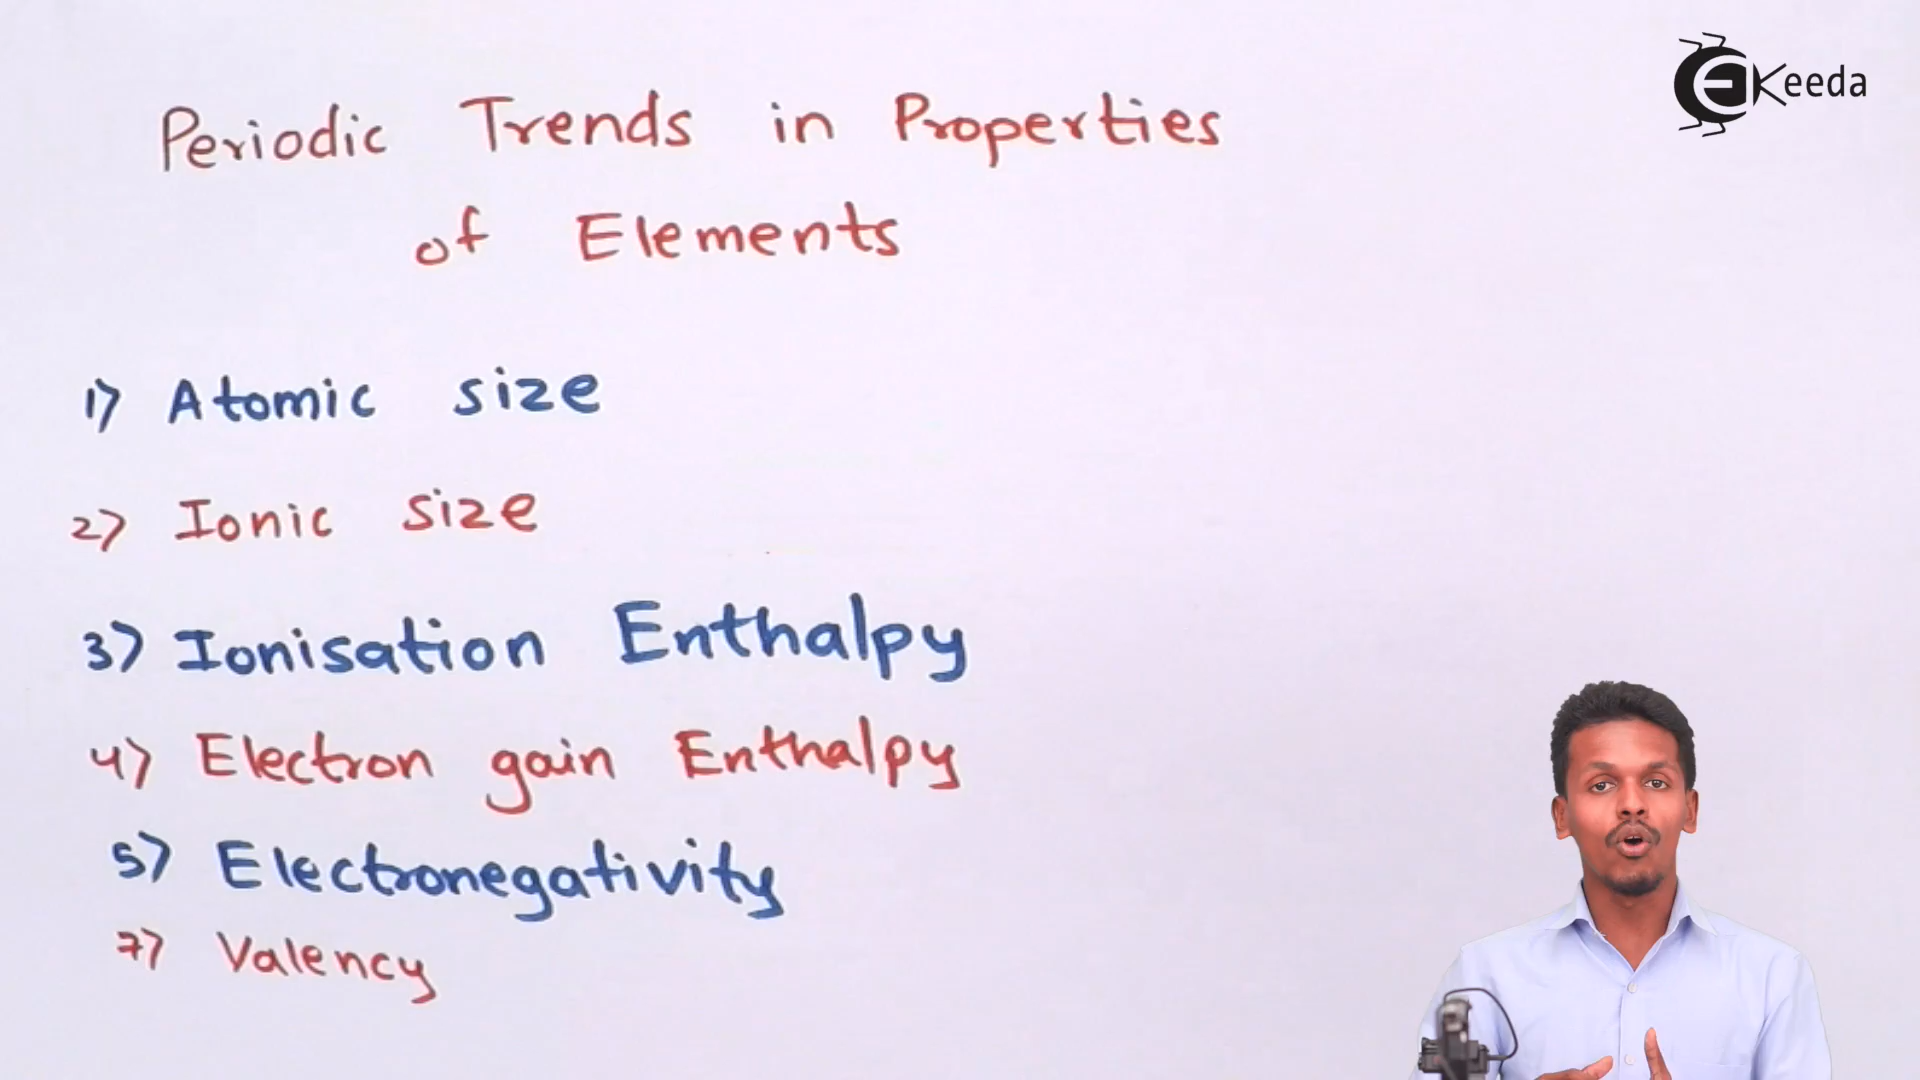 EKeeda
Periodic Trends in Properties
of Elements
1) Atomic size
2) Ionic size
3) Ionisation Enthalpy
4) Electron gain Enthalpy
5) Electronegativity
7) Valency